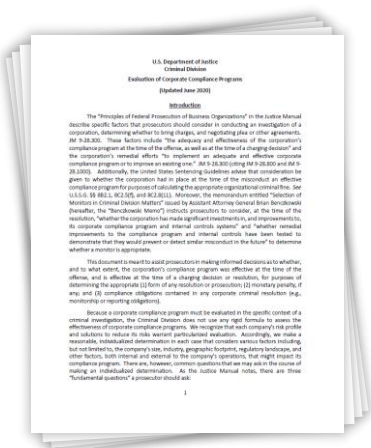 U.S. Department of Justice
Criminal Division
Evaluation of Corporate Compliance Programs
(Updated June 2020)
Introduction
The "Principles of Federal Prosecution of Business Organizations" in the Justice Manual
describe specific factors that prosecutors should consider in conducting an investigation of a
corporation, determining whether to bring charges, and negotiating plea or other agreements.
JM 9-28.300. These factors include "the adequacy and effectiveness of the corporation's
compliance program at the time of the offense, as well as at the time of a charging decision" and
the corporation's remedial efforts "to implement an adequate and effective corporate
compliance program or to improve an existing one." JM 9-28.300 (citing JM 9-28.800 and JM 9-
28.1000). Additionally, the United States Sentencing Guidelines advise that consideration be
given to whether the corporation had in place at the time of the misconduct an effective
compliance program for purposes of calculating the appropriate organizational criminal fine. See
U.S.S.G. §§ 8B2.1, 8C2.5(f), and 8C2.8(11). Moreover, the memorandum entitled "Selection of
Monitors in Criminal Division Matters" issued by Assistant Attorney General Brian Benczkowski
(hereafter, the "Benczkowski Memo") instructs prosecutors to consider, at the time of the
resolution, "whether the corporation has made significant investments in, and improvements to,
its corporate compliance program and internal controls systems" and "whether remedial
improvements to the compliance program and internal controls have been tested to
demonstrate that they would prevent or detect similar misconduct in the future" to determine
whether a monitor is appropriate.
This document is meant to assist prosecutors in making informed decisions as to whether,
and to what extent, the corporation's compliance program was effective at the time of the
offense, and is effective at the time of a charging decision or resolution, for purposes of
determining the appropriate (1) form of any resolution or prosecution; (2) monetary penalty, if
any; and (3) compliance obligations contained in any corporate criminal resolution (e.g.,
monitorship or reporting obligations).
Because a corporate compliance program must be evaluated in the specific context of a
criminal investigation, the Criminal Division does not use any rigid formula to assess the
effectiveness of corporate compliance programs. We recognize that each company's risk profile
and solutions to reduce its risks warrant particularized evaluation. Accordingly, we make a
reasonable, individualized determination in each case that considers various factors including,
but not limited to, the company's size, industry, geographic footprint, regulatory landscape, and
other factors, both internal and external to the company's operations, that might impact its
compliance program. There are, however, common questions that we may ask in the course of
making an individualized determination. As the Justice Manual notes, there are three
"fundamental questions" a prosecutor should ask:
1